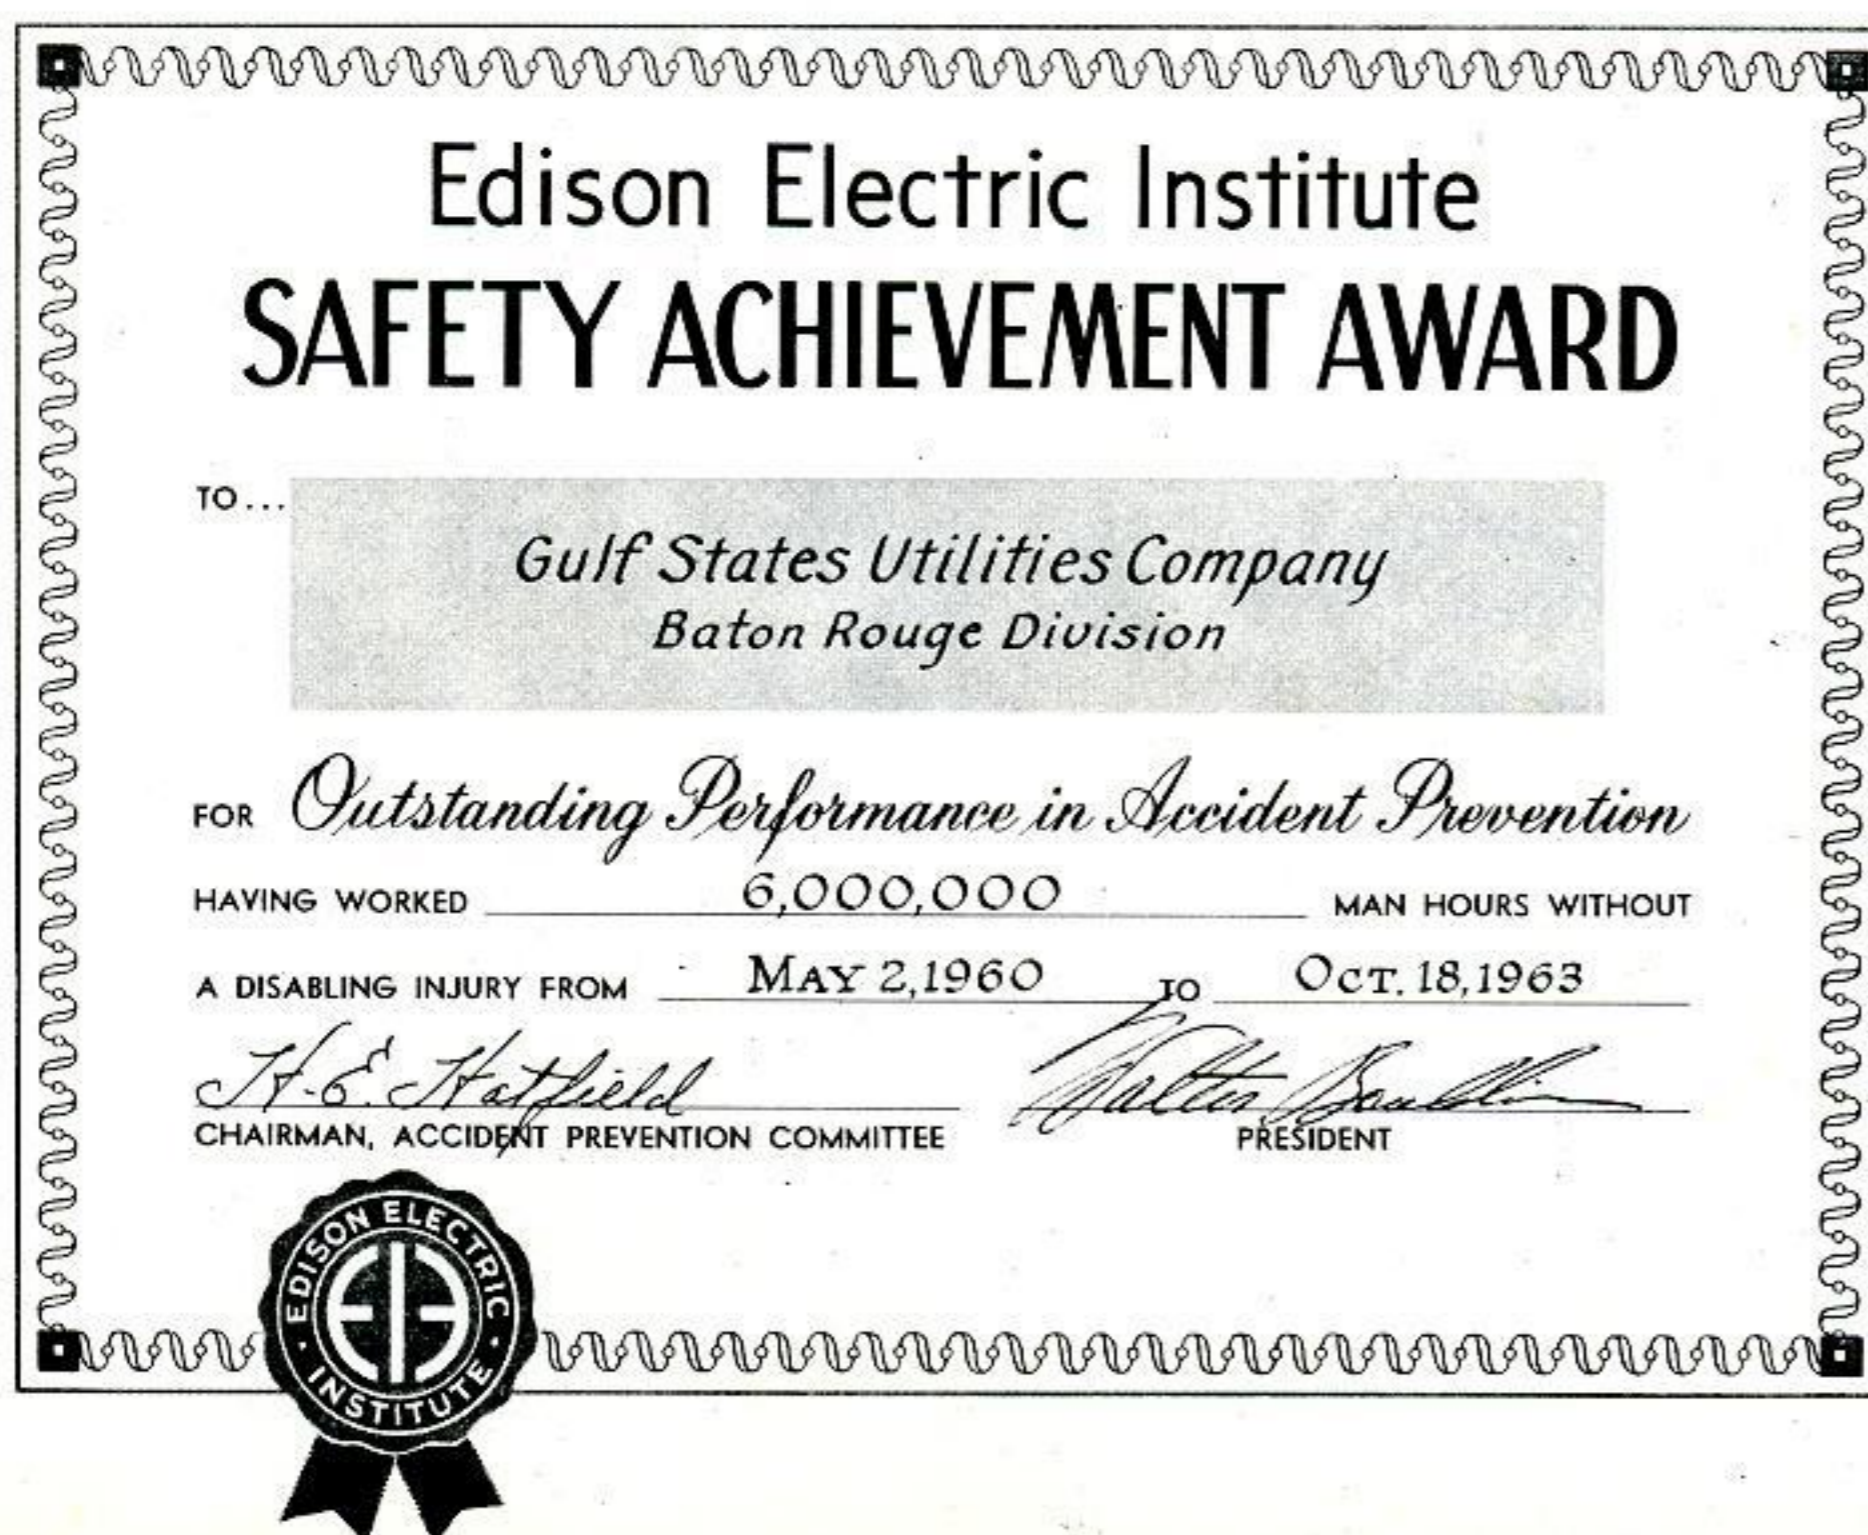 Edison Electric Institute
SAFETY ACHIEVEMENT AWARD
TO...
Gulf States Utilities Company
Baton Rouge Division
FOR Outstanding Performance in Accident Prevention
HAVING WORKED 6,000,000 MAN HOURS WITHOUT
A DISABLING INJURY FROM MAY 2, 1960 TO OCT. 18, 1963
H. E. Hatfield Walter Bouldin
CHAIRMAN, ACCIDENT PREVENTION COMMITTEE PRESIDENT
EDISON ELECTRIC
INSTITUTE